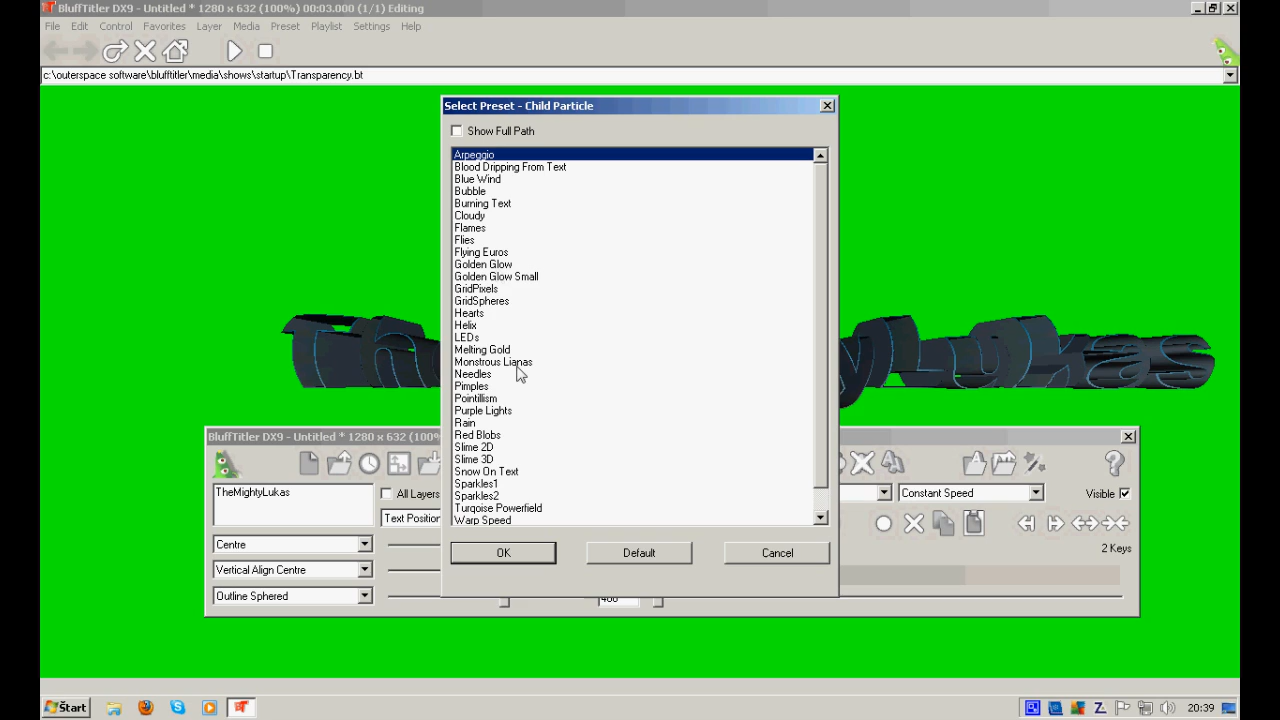 BluffTitler DX9 - Untitled * 1280 x 632 (100%) 00:03.000 (1/1) Editing
File Edit Control Favorites Layer Media Preset Playlist Settings Help
c:\outerspace software\blufftitler\media\shows\startup\Transparency.bt
Select Preset - Child Particle
Show Full Path
Arpeggio
Blood Dripping From Text
Blue Wind
Bubble
Burning Text
Cloudy
Flames
Flies
Flying Euros
Golden Glow
Golden Glow Small
GridPixels
GridSpheres
Hearts
Helix
LEDs
Melting Gold
Monstrous Lianas
Needles
Pimples
Pointillism
Purple Lights
Rain
Red Blobs
Slime 2D
Slime 3D
Snow On Text
Sparkles1
Sparkles2
Turqoise Powerfield
Warp Speed
OK Default Cancel
BluffTitler DX9 - Untitled * 1280 x 632 (100%
TheMightyLukas
All Layers
Constant Speed
Visible
Text Position
2 Keys
Centre
Vertical Align Centre
Outline Sphered
400
Štart
20:39